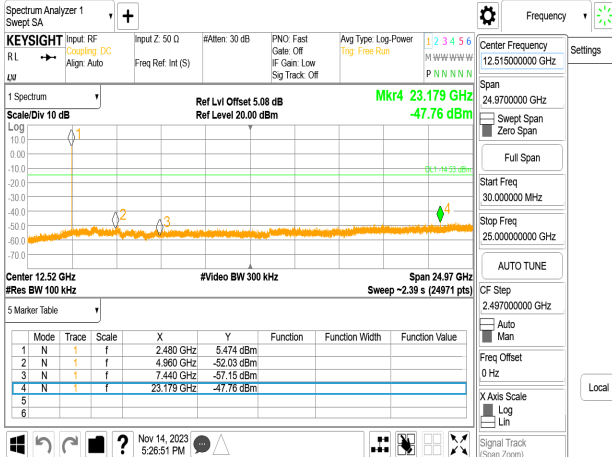 Spectrum Analyzer 1
Swept SA
Frequency
KEYSIGHT Input: RF Input Z: 50 Ω #Atten: 30 dB PNO: Fast Avg Type: Log-Power 1 2 3 4 5 6
R L Coupling: DC Gate: Off Trig: Free Run M W W W W W
Align: Auto Freq Ref: Int (S) IF Gain: Low
Sig Track: Off P N N N N N
LXI
1 Spectrum
Scale/Div 10 dB
Ref Lvl Offset 5.08 dB
Ref Level 20.00 dBm
Mkr4 23.179 GHz
-47.76 dBm
Log
10.0
0.00
-10.0
-20.0
-30.0
-40.0
-50.0
-60.0
-70.0
1
2
3
4
DL1 -14.53 dBm
Center 12.52 GHz #Video BW 300 kHz Span 24.97 GHz
#Res BW 100 kHz Sweep ~2.39 s (24971 pts)
5 Marker Table
Mode Trace Scale X Y Function Function Width Function Value
1 N 1 f 2.480 GHz 5.474 dBm
2 N 1 f 4.960 GHz -52.03 dBm
3 N 1 f 7.440 GHz -57.15 dBm
4 N 1 f 23.179 GHz -47.76 dBm
5
6
Nov 14, 2023
5:26:51 PM
Center Frequency
12.515000000 GHz
Span
24.9700000 GHz
Swept Span
Zero Span
Full Span
Start Freq
30.000000 MHz
Stop Freq
25.000000000 GHz
AUTO TUNE
CF Step
2.497000000 GHz
Auto
Man
Freq Offset
0 Hz
X Axis Scale
Log
Lin
Signal Track
(Span Zoom)
Settings
Local